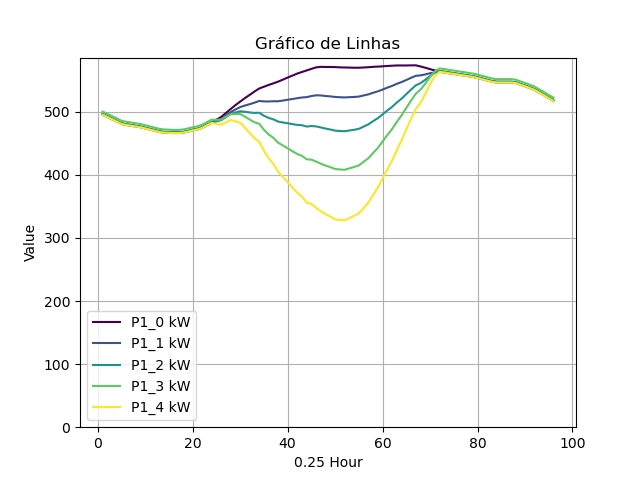 Gráfico de Linhas
Value
500
400
300
200
100
0
P1_0 kW
P1_1 kW
P1_2 kW
P1_3 kW
P1_4 kW
0 20 40 60 80 100
0.25 Hour